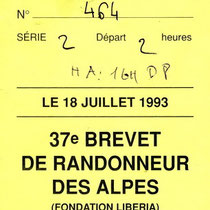 N° 464
SÉRIE 2 Départ 2 heures
HA: 16H DP
LE 18 JUILLET 1993
37e BREVET
DE RANDONNEUR
DES ALPES
(FONDATION LIBERIA)